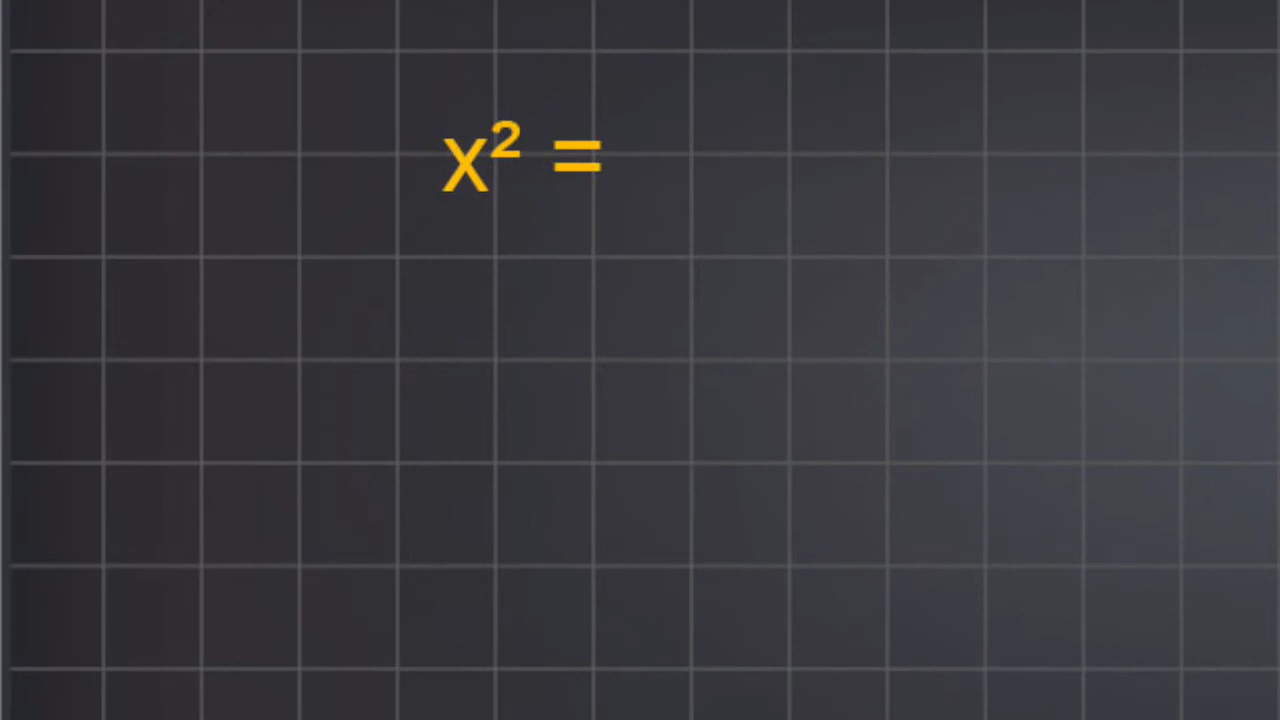 x² =